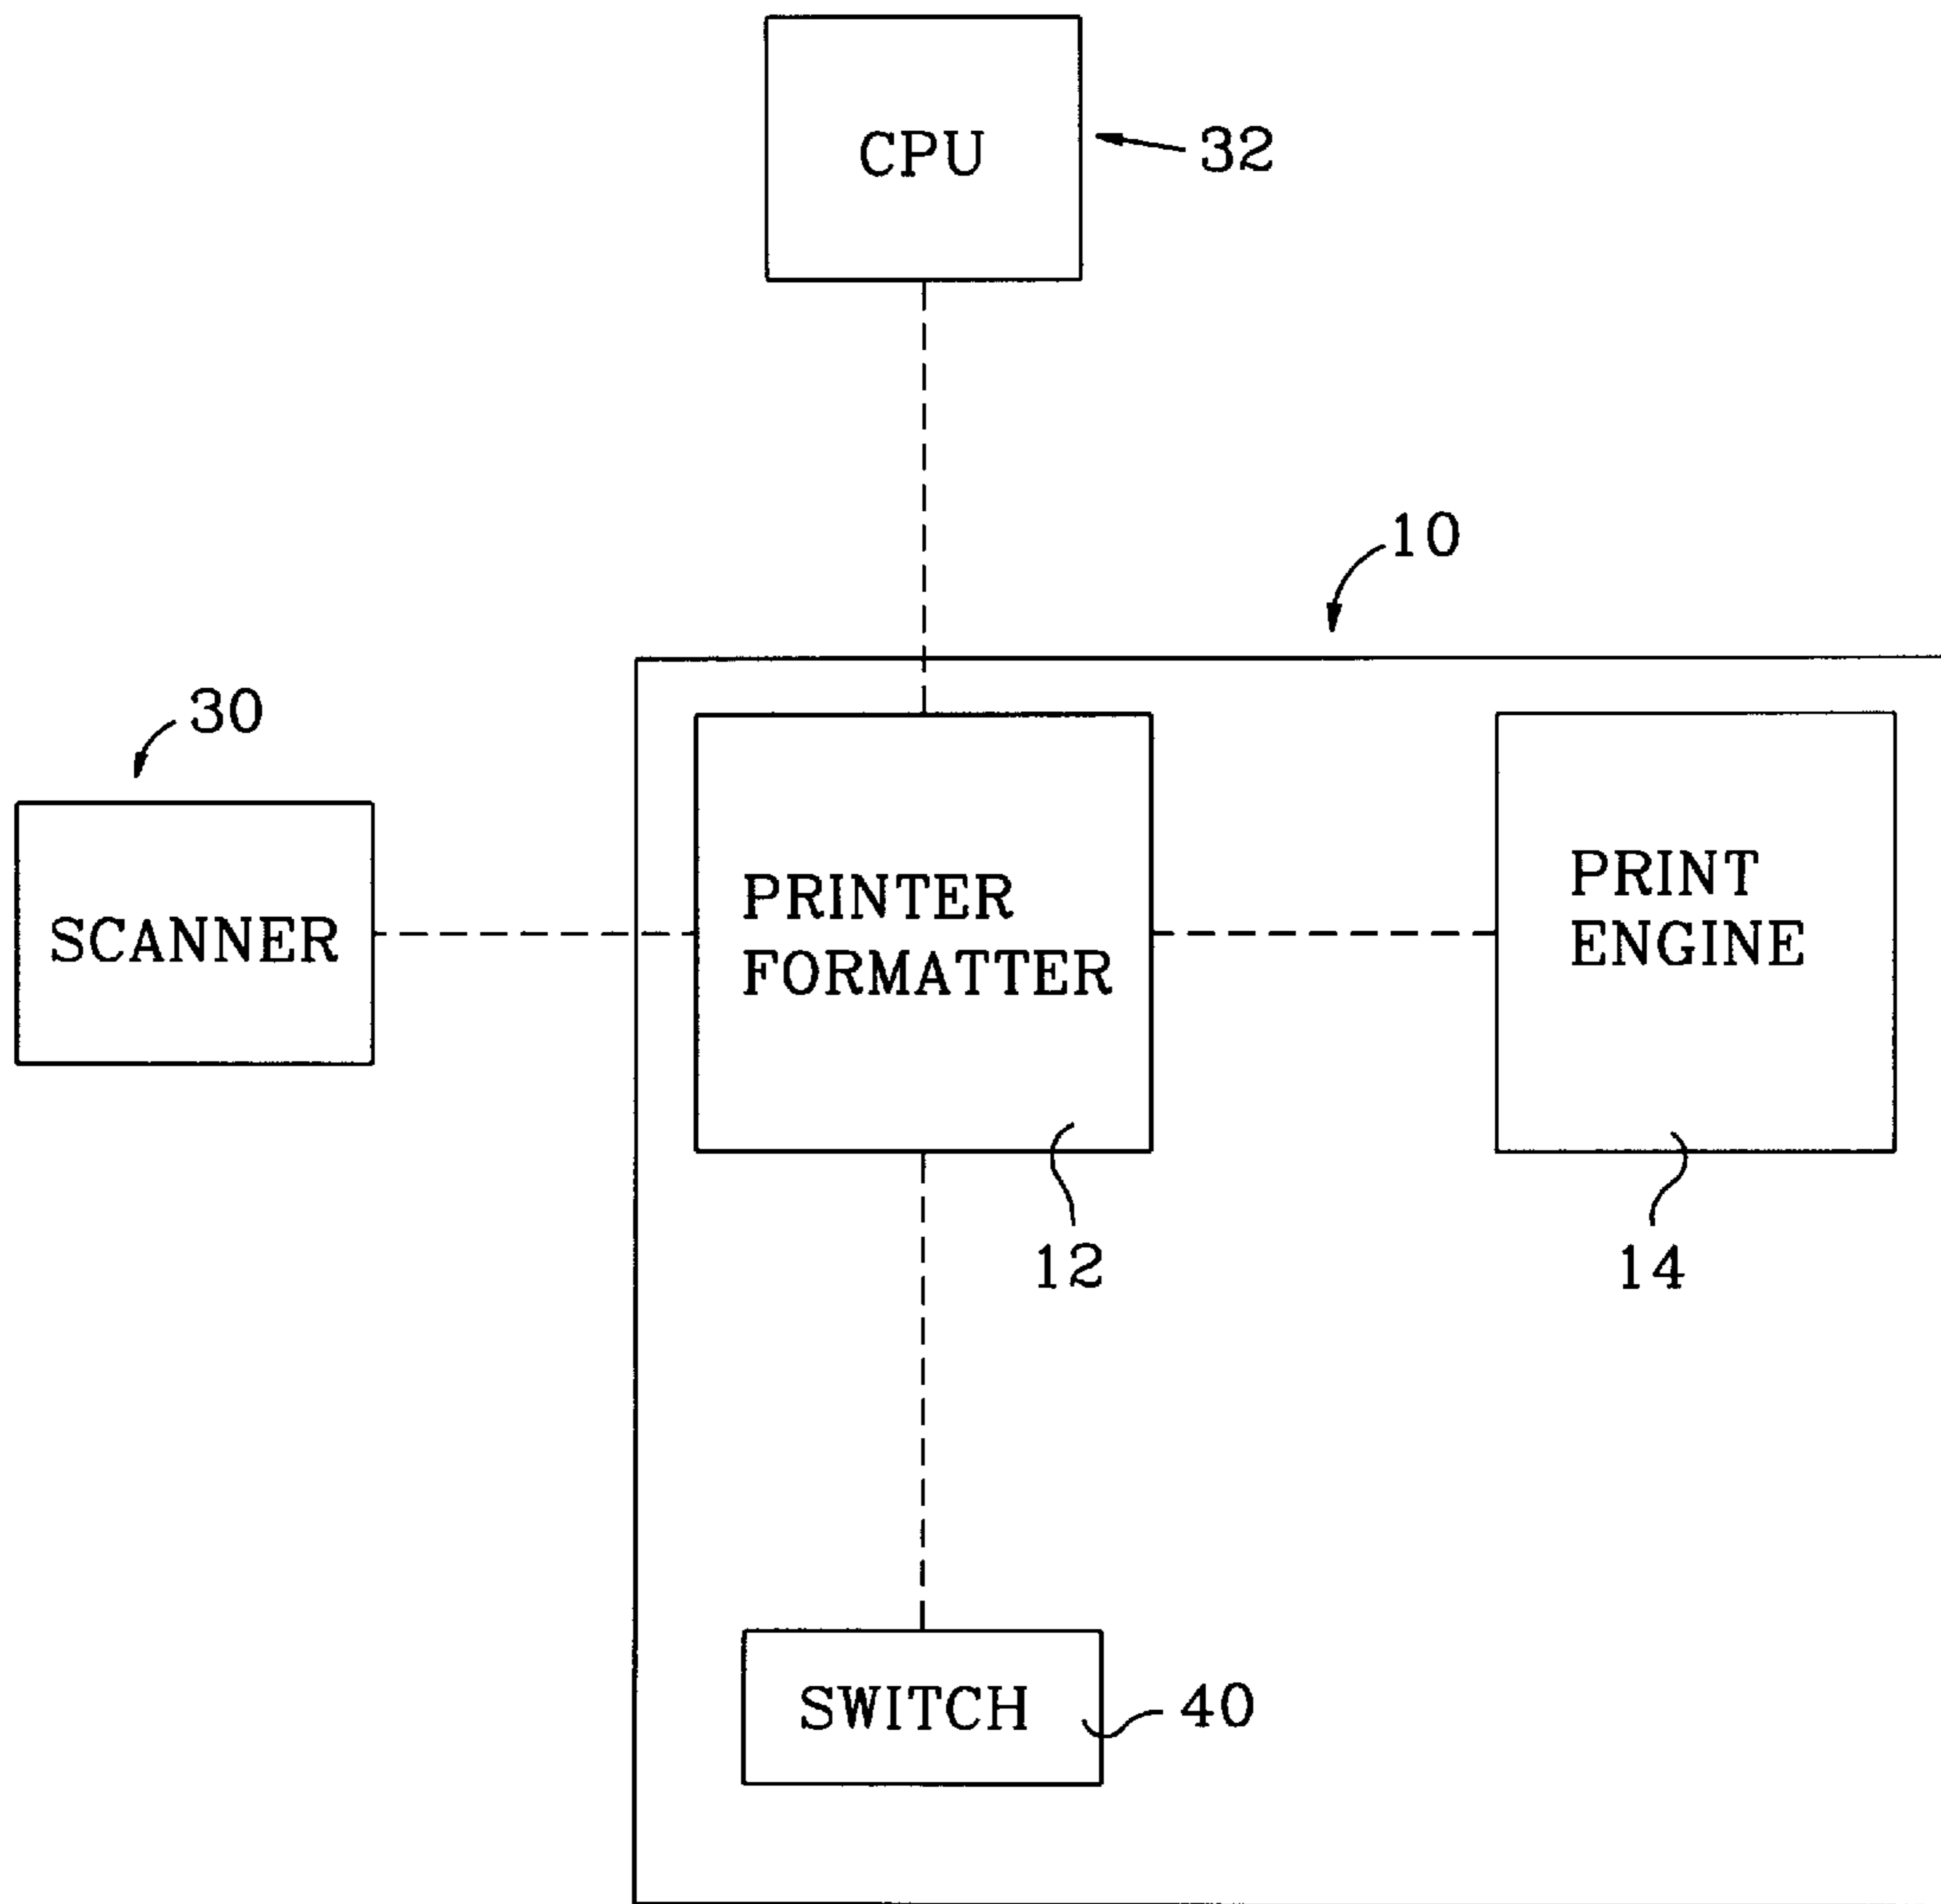 CPU
32
10
30
SCANNER
PRINTER
FORMATTER
PRINT
ENGINE
12
14
SWITCH
40